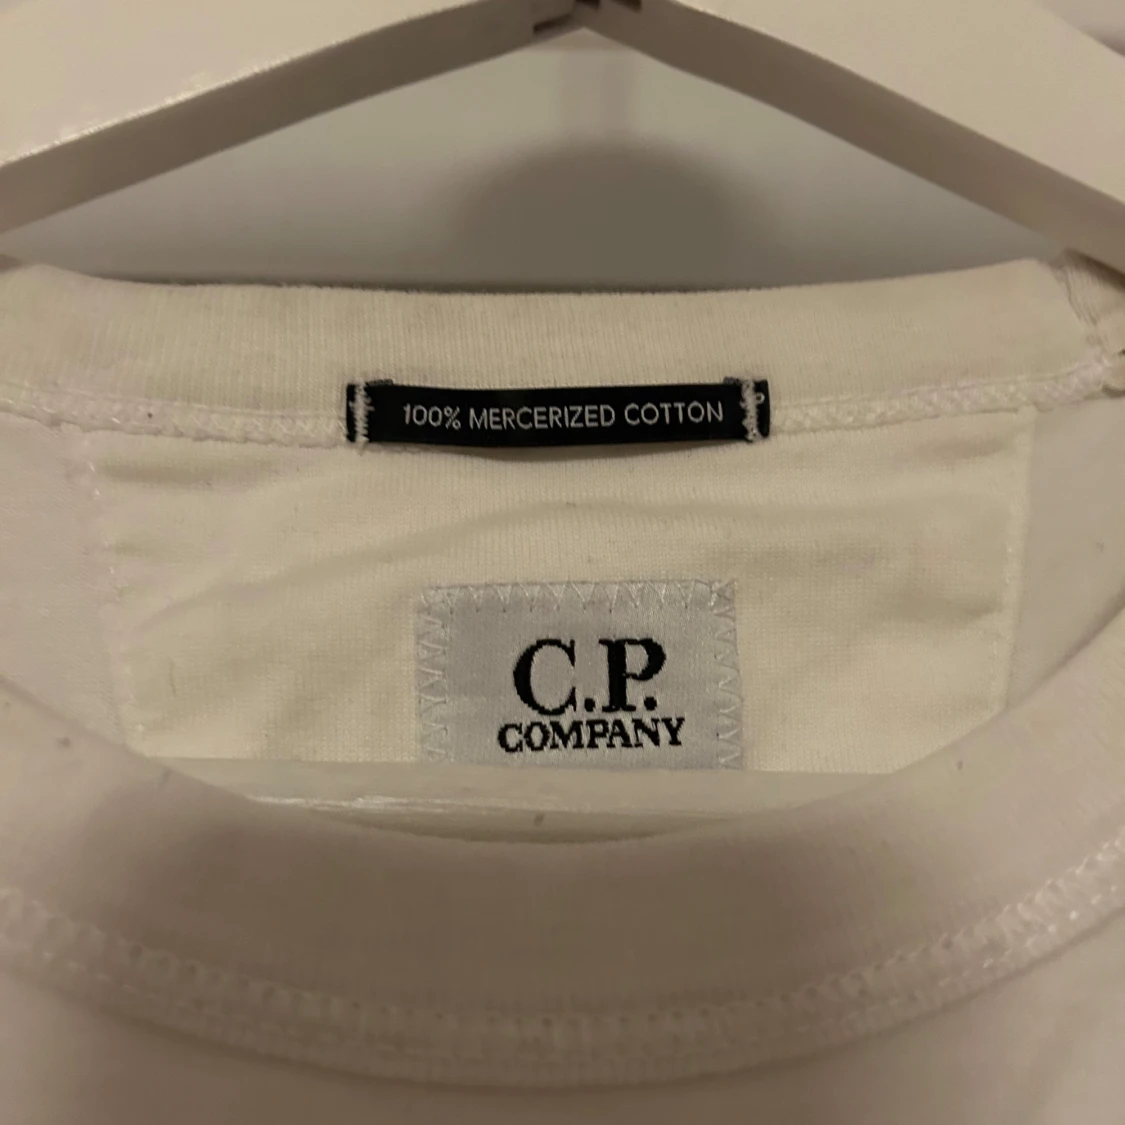 100% MERCERIZED COTTON
C.P.
COMPANY